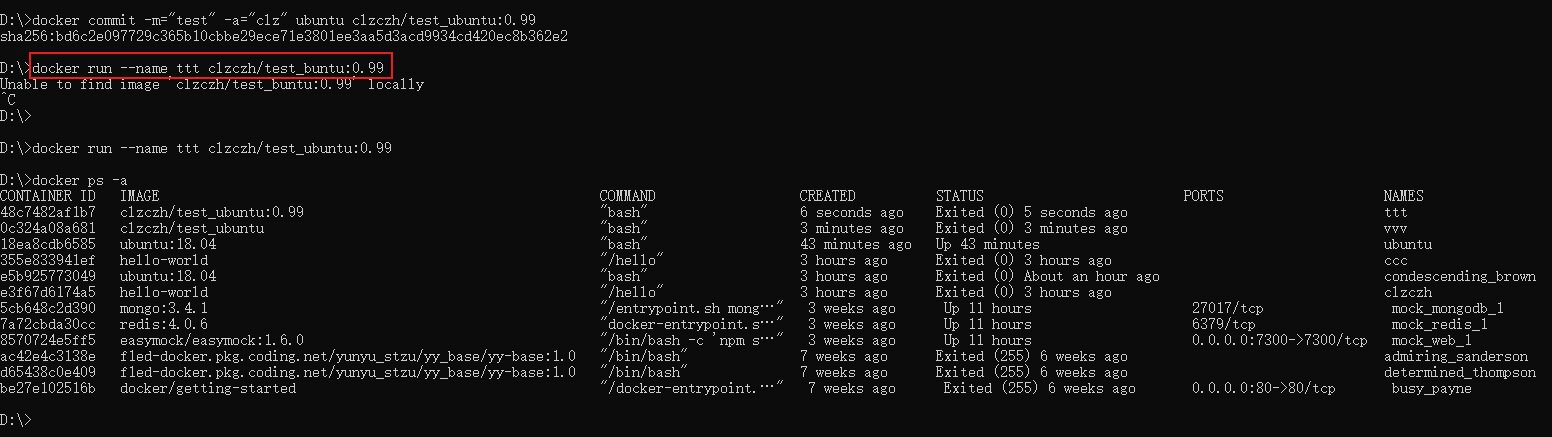 D:\>docker commit -m="test" -a="clz" ubuntu clzczh/test_ubuntu:0.99
sha256:bd6c2e097729c365b10cbbe29ece71e3801ee3aa5d3acd9934cd420ec8b362e2
D:\>docker run --name ttt clzczh/test_buntu:0.99
Unable to find image 'clzczh/test_buntu:0.99' locally
^C
D:\>
D:\>docker run --name ttt clzczh/test_ubuntu:0.99
D:\>docker ps -a
CONTAINER ID IMAGE COMMAND CREATED STATUS PORTS NAMES
48c7482af1b7 clzczh/test_ubuntu:0.99 "bash" 6 seconds ago Exited (0) 5 seconds ago ttt
0c324a08a681 clzczh/test_ubuntu "bash" 3 minutes ago Exited (0) 3 minutes ago vvv
18ea8cdb6585 ubuntu:18.04 "bash" 43 minutes ago Up 43 minutes ubuntu
355e833941ef hello-world "/hello" 3 hours ago Exited (0) 3 hours ago ccc
e5b925773049 ubuntu:18.04 "bash" 3 hours ago Exited (0) About an hour ago condescending_brown
e3f67d6174a5 hello-world "/hello" 3 hours ago Exited (0) 3 hours ago clzczh
5cb648c2d390 mongo:3.4.1 "/entrypoint.sh mong…" 3 weeks ago Up 11 hours 27017/tcp mock_mongodb_1
7a72cbda30cc redis:4.0.6 "docker-entrypoint.s…" 3 weeks ago Up 11 hours 6379/tcp mock_redis_1
8570724e5ff5 easymock/easymock:1.6.0 "/bin/bash -c 'npm s…" 3 weeks ago Up 11 hours 0.0.0.0:7300->7300/tcp mock_web_1
ac42e4c3138e fled-docker.pkg.coding.net/yunyu_stzu/yy_base/yy-base:1.0 "/bin/bash" 7 weeks ago Exited (255) 6 weeks ago admiring_sanderson
d65438c0e409 fled-docker.pkg.coding.net/yunyu_stzu/yy_base/yy-base:1.0 "/bin/bash" 7 weeks ago Exited (255) 6 weeks ago determined_thompson
be27e102516b docker/getting-started "/docker-entrypoint.…" 7 weeks ago Exited (255) 6 weeks ago 0.0.0.0:80->80/tcp busy_payne
D:\>